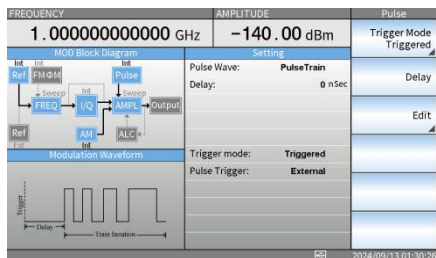 FREQUENCY
AMPLITUDE
Pulse
1.000000000000 GHz
−140.00 dBm
Trigger Mode
Triggered
MOD Block Diagram
Setting
Int
Int
Int
Ref
FMΦM
Pulse
Sweep
Int
Sweep
FREQ
I/Q
AMPL
Output
Ref
AM
ALC
Ext
Int
Pulse Wave:
PulseTrain
Delay:
0 nSec
Delay
Edit
Modulation Waveform
Trigger mode:
Triggered
Pulse Trigger:
External
Trigger
Delay
Train Iteration
2024/09/13 01:30:26